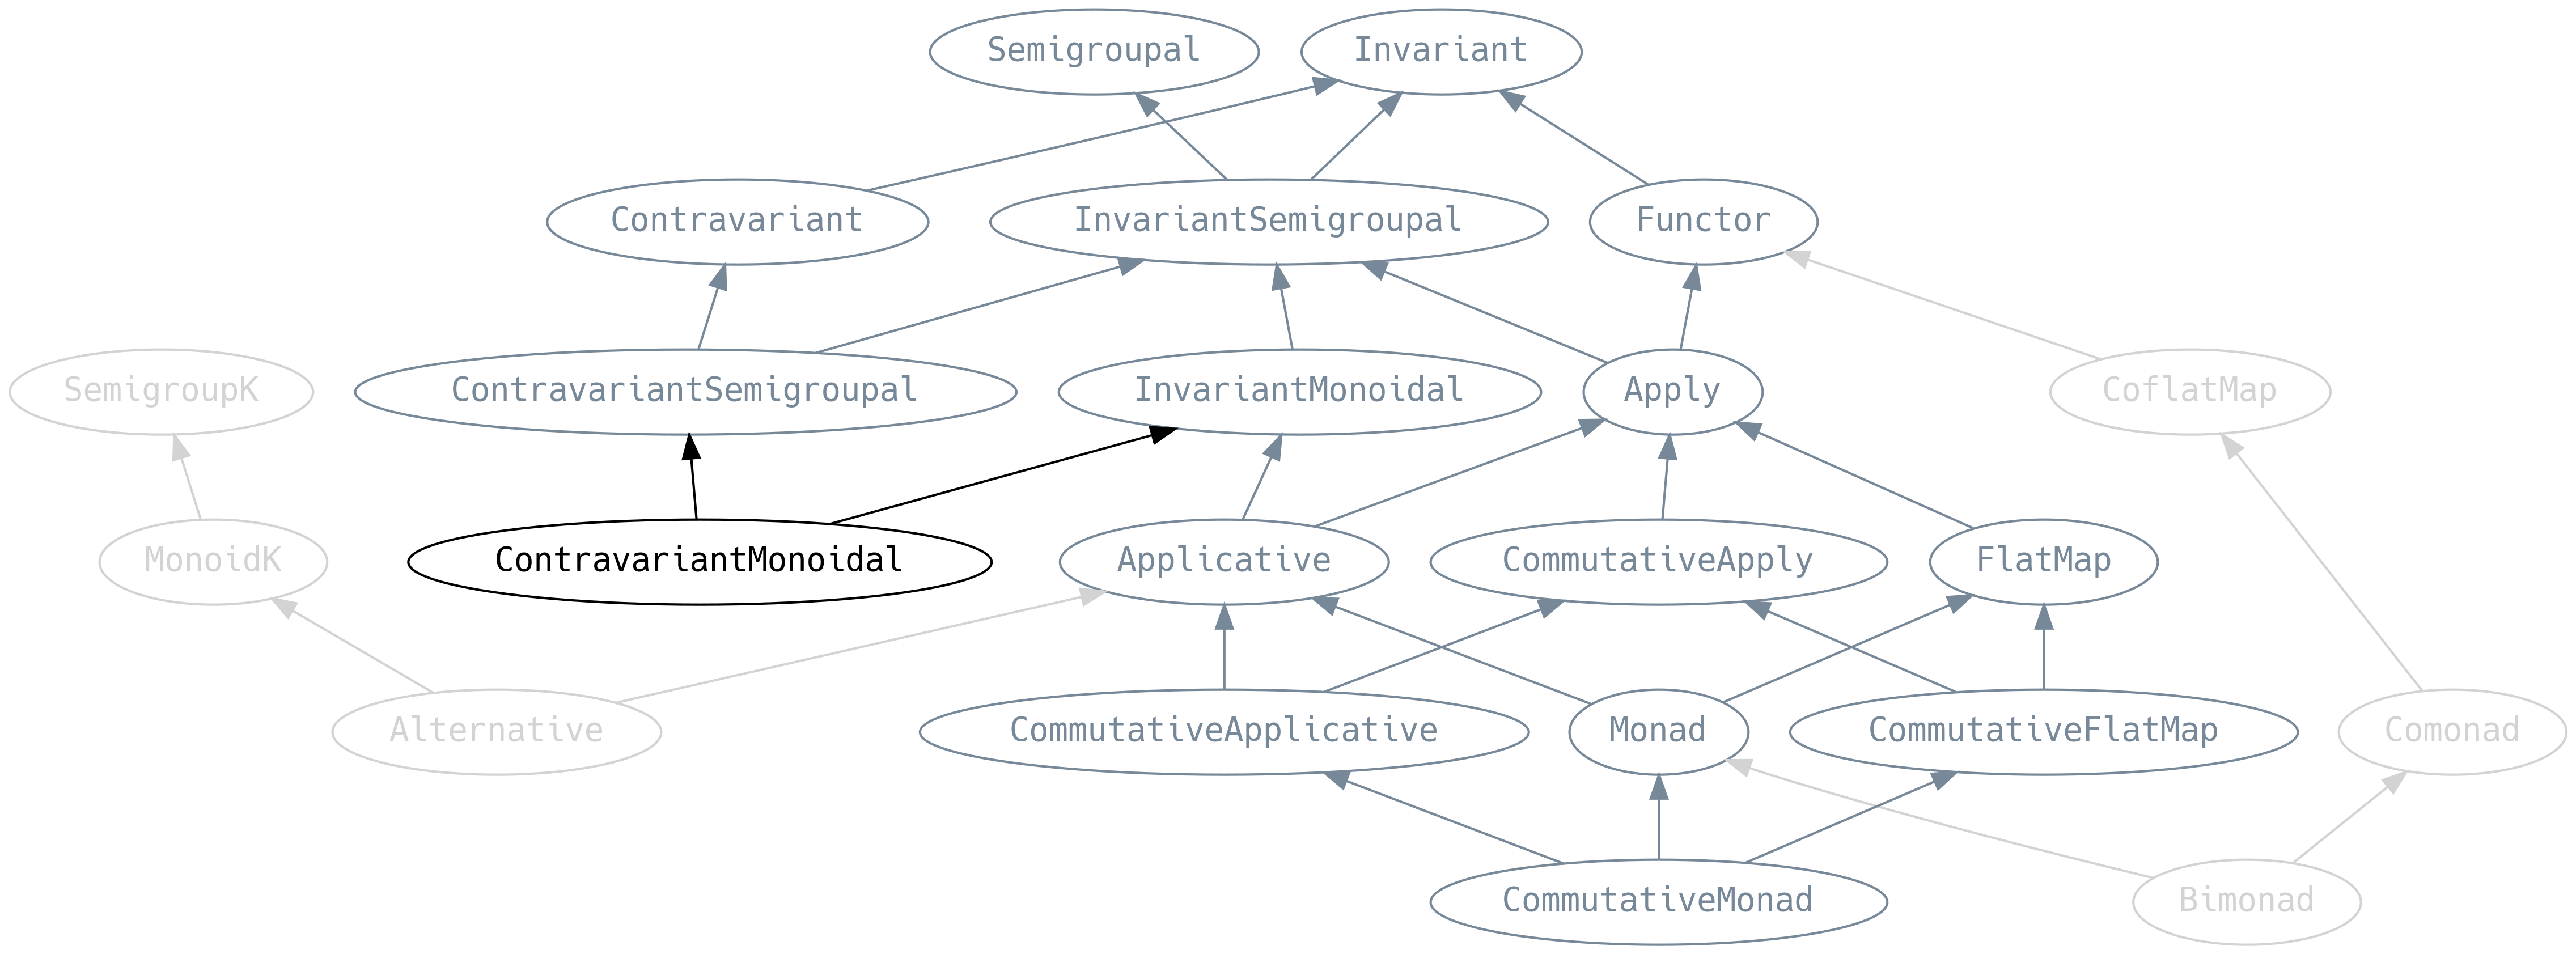 Semigroupal
Invariant
Contravariant
InvariantSemigroupal
Functor
SemigroupK
ContravariantSemigroupal
InvariantMonoidal
Apply
CoflatMap
MonoidK
ContravariantMonoidal
Applicative
CommutativeApply
FlatMap
Alternative
CommutativeApplicative
Monad
CommutativeFlatMap
Comonad
CommutativeMonad
Bimonad